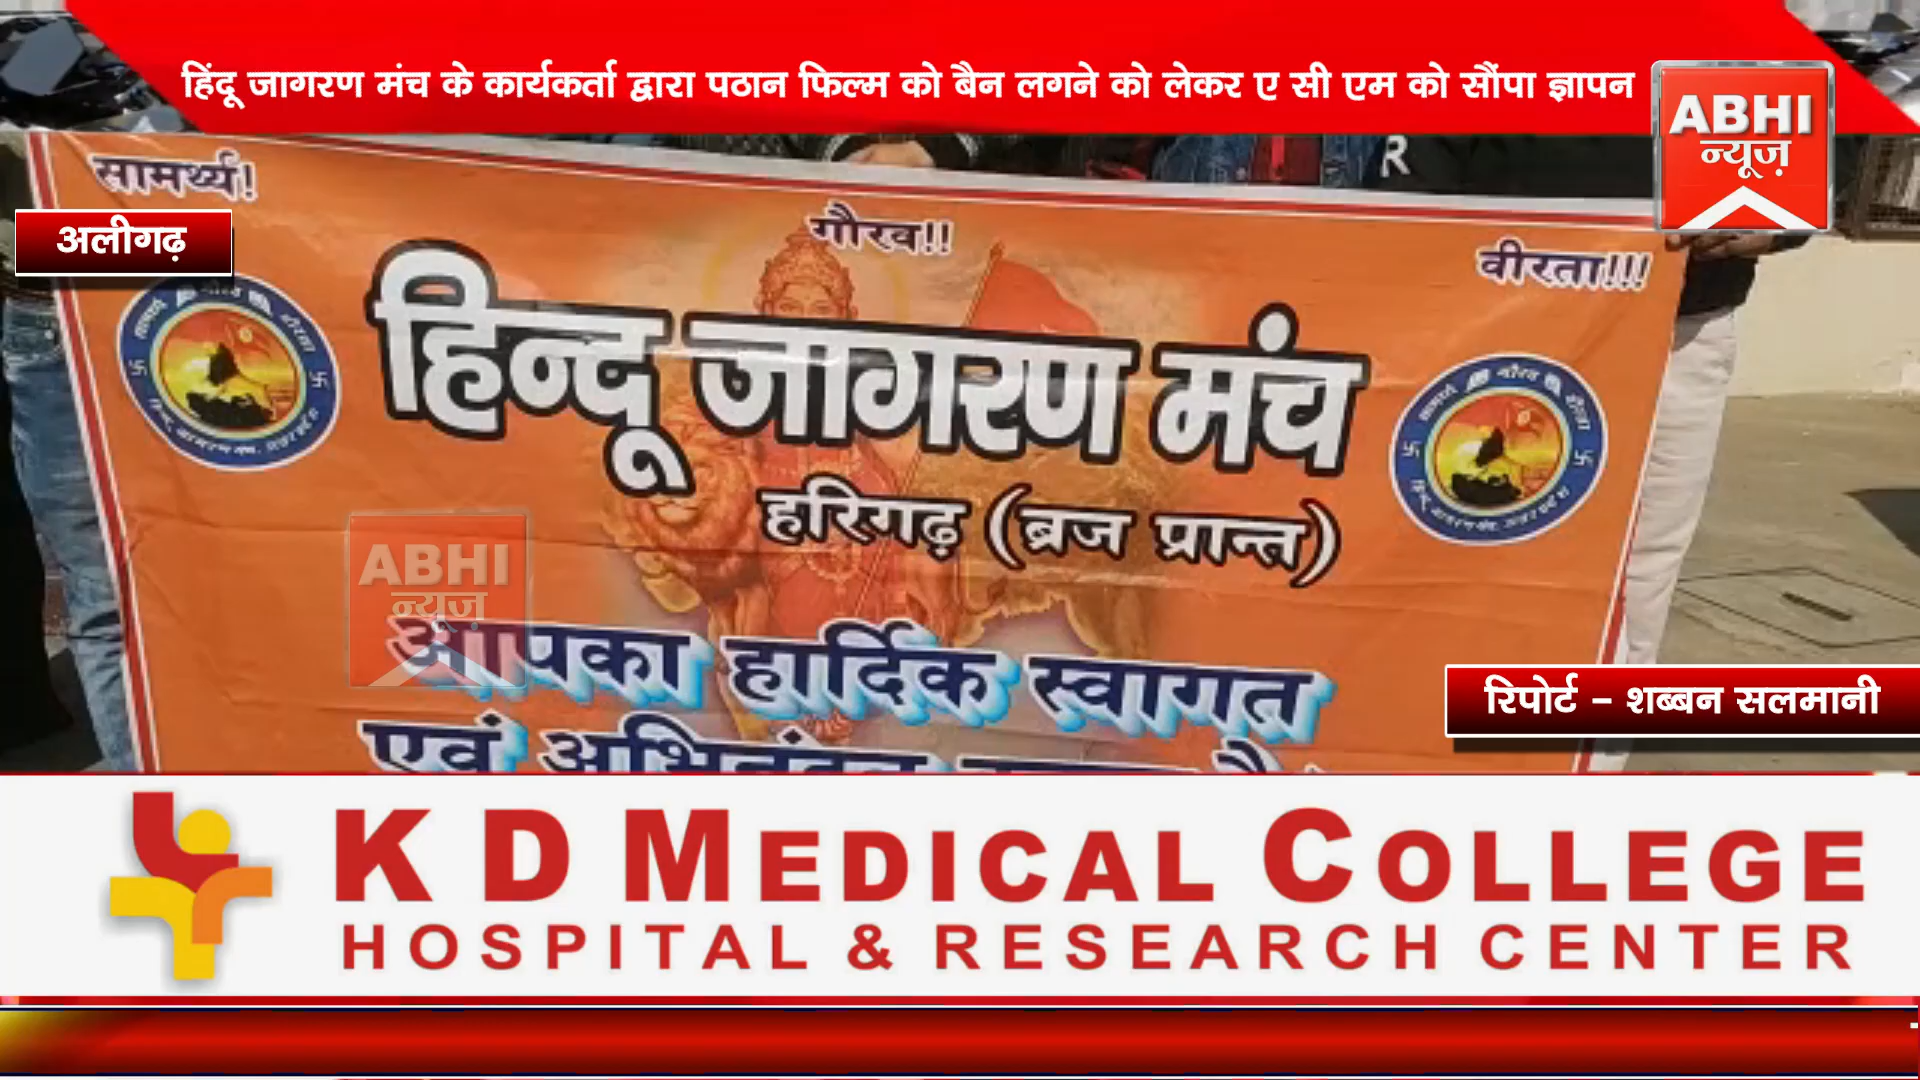 हिंदू जागरण मंच के कार्यकर्ता द्वारा पठान फिल्म को बैन लगने को लेकर ए सी एम को सौंपा ज्ञापन
ABHI
न्यूज़
R
सामर्थ्य!
गौरव!!
वीरता!!!
अलीगढ़
हिन्दू जागरण मंच
हरिगढ़ (ब्रज प्रान्त)
ABHI
न्यूज़
आपका हार्दिक स्वागत
एवं
रिपोर्ट - शब्बन सलमानी
K D MEDICAL COLLEGE
HOSPITAL & RESEARCH CENTER